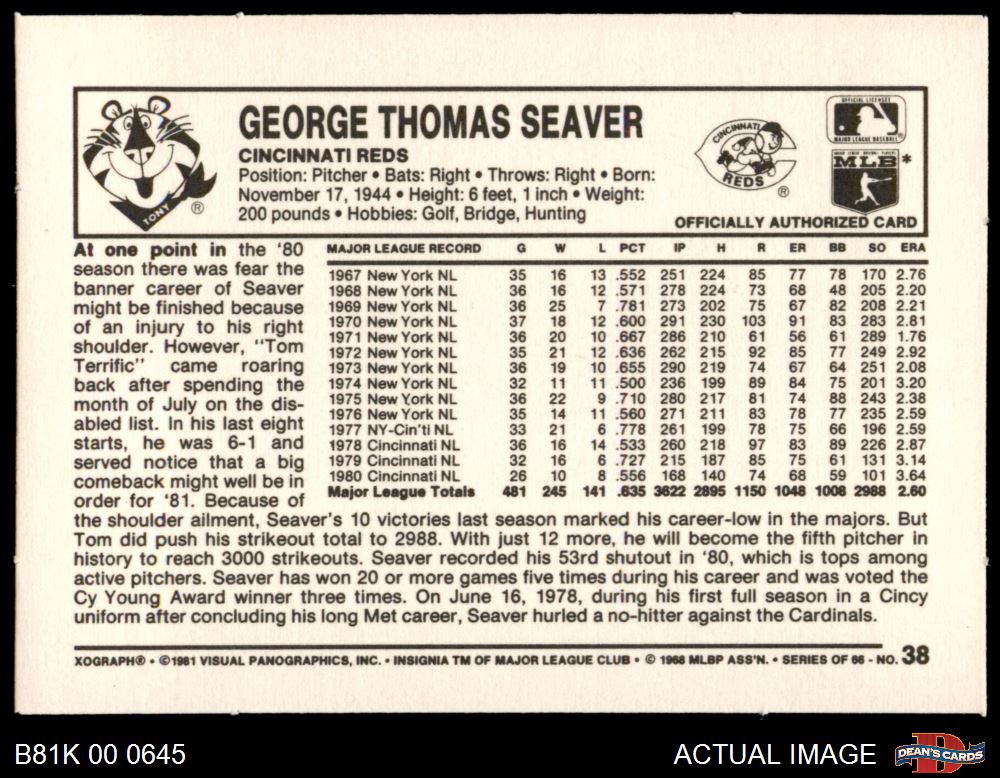 GEORGE THOMAS SEAVER
CINCINNATI REDS
Position: Pitcher • Bats: Right • Throws: Right • Born:
November 17, 1944 • Height: 6 feet, 1 inch • Weight:
200 pounds • Hobbies: Golf, Bridge, Hunting
TONY ®
CINCINNATI
REDS ®
OFFICIAL LICENSEE
MAJOR LEAGUE BASEBALL
MAJOR LEAGUE BASEBALL PLAYERS
MLB *
OFFICIALLY AUTHORIZED CARD
At one point in the '80
season there was fear the
banner career of Seaver
might be finished because
of an injury to his right
shoulder. However, "Tom
Terrific" came roaring
back after spending the
month of July on the dis-
abled list. In his last eight
starts, he was 6-1 and
served notice that a big
comeback might well be in
order for '81. Because of
MAJOR LEAGUE RECORD G W L PCT IP H R ER BB SO ERA
1967 New York NL 35 16 13 .552 251 224 85 77 78 170 2.76
1968 New York NL 36 16 12 .571 278 224 73 68 48 205 2.20
1969 New York NL 36 25 7 .781 273 202 75 67 82 208 2.21
1970 New York NL 37 18 12 .600 291 230 103 91 83 283 2.81
1971 New York NL 36 20 10 .667 286 210 61 56 61 289 1.76
1972 New York NL 35 21 12 .636 262 215 92 85 77 249 2.92
1973 New York NL 36 19 10 .655 290 219 74 67 64 251 2.08
1974 New York NL 32 11 11 .500 236 199 89 84 75 201 3.20
1975 New York NL 36 22 9 .710 280 217 81 74 88 243 2.38
1976 New York NL 35 14 11 .560 271 211 83 78 77 235 2.59
1977 NY-Cin'ti NL 33 21 6 .778 261 199 78 75 66 196 2.59
1978 Cincinnati NL 36 16 14 .533 260 218 97 83 89 226 2.87
1979 Cincinnati NL 32 16 6 .727 215 187 85 75 61 131 3.14
1980 Cincinnati NL 26 10 8 .556 168 140 74 68 59 101 3.64
Major League Totals 481 245 141 .635 3622 2895 1150 1048 1008 2988 2.60
the shoulder ailment, Seaver's 10 victories last season marked his career-low in the majors. But
Tom did push his strikeout total to 2988. With just 12 more, he will become the fifth pitcher in
history to reach 3000 strikeouts. Seaver recorded his 53rd shutout in '80, which is tops among
active pitchers. Seaver has won 20 or more games five times during his career and was voted the
Cy Young Award winner three times. On June 16, 1978, during his first full season in a Cincy
uniform after concluding his long Met career, Seaver hurled a no-hitter against the Cardinals.
XOGRAPH® • ©1981 VISUAL PANOGRAPHICS, INC. • INSIGNIA TM OF MAJOR LEAGUE CLUB • © 1968 MLBP ASS'N. • SERIES OF 66 - NO. 38
B81K 00 0645
ACTUAL IMAGE
DEAN'S CARDS